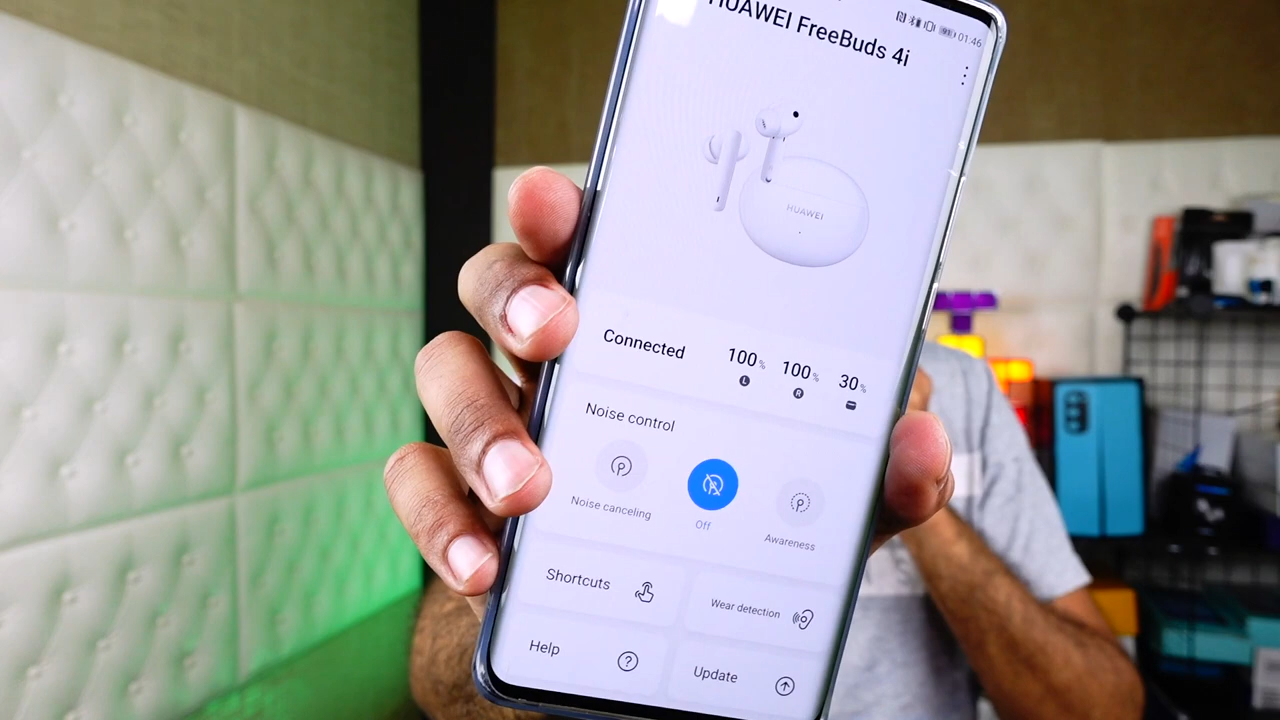 01:46
HUAWEI FreeBuds 4i
HUAWEI
Connected
100% 100% 30%
L R
Noise control
Noise canceling
Off
Awareness
Shortcuts
Wear detection
Help
?
Update